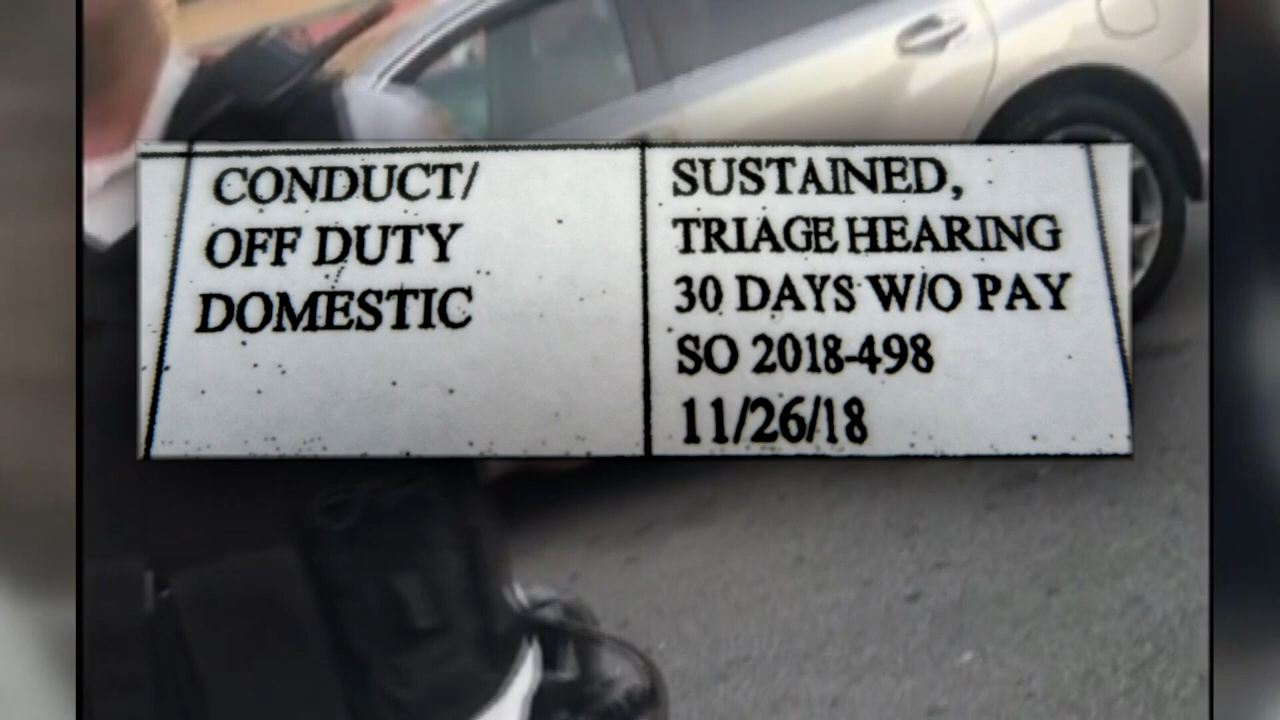 CONDUCT/
OFF DUTY
DOMESTIC
SUSTAINED,
TRIAGE HEARING
30 DAYS W/O PAY
SO 2018-498
11/26/18